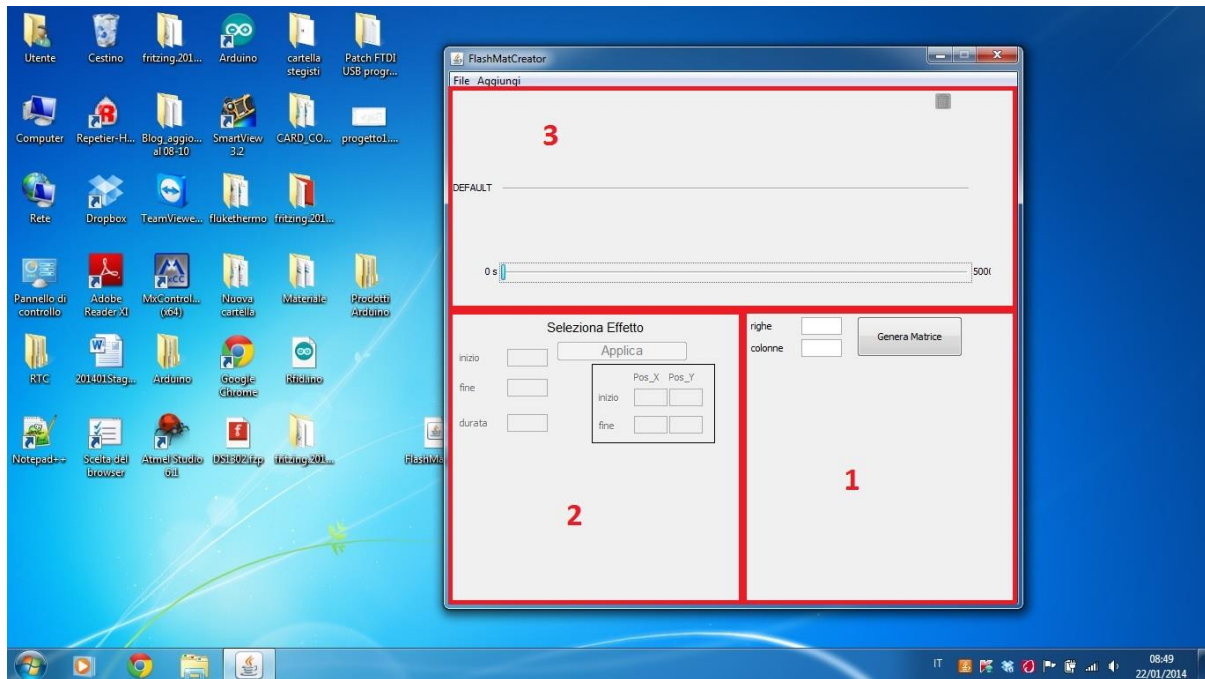 Utente
Cestino
fritzing.201...
Arduino
cartella stegisti
Patch FTDI USB progr...
Computer
Repetier-H...
Blog_aggio... al 08-10
SmartView 3.2
CARD_CO...
progetto1....
Rete
Dropbox
TeamViewe...
flukethermo
fritzing.201...
Pannello di controllo
Adobe Reader XI
MxControl... (x64)
Nuova cartella
Materiale
Prodotti Arduino
RTC
201401Stag...
Arduino
Google Chrome
Rfidlino
Notepad++
Scelta del browser
Atmel Studio 6.1
DS1302.fzp
fritzing.201...
FlashMa
FlashMatCreator
File Aggiungi
3
DEFAULT
0 s
500(
Seleziona Effetto
Applica
inizio
fine
durata
Pos_X Pos_Y
inizio
fine
2
righe
colonne
Genera Matrice
1
IT
08:49
22/01/2014